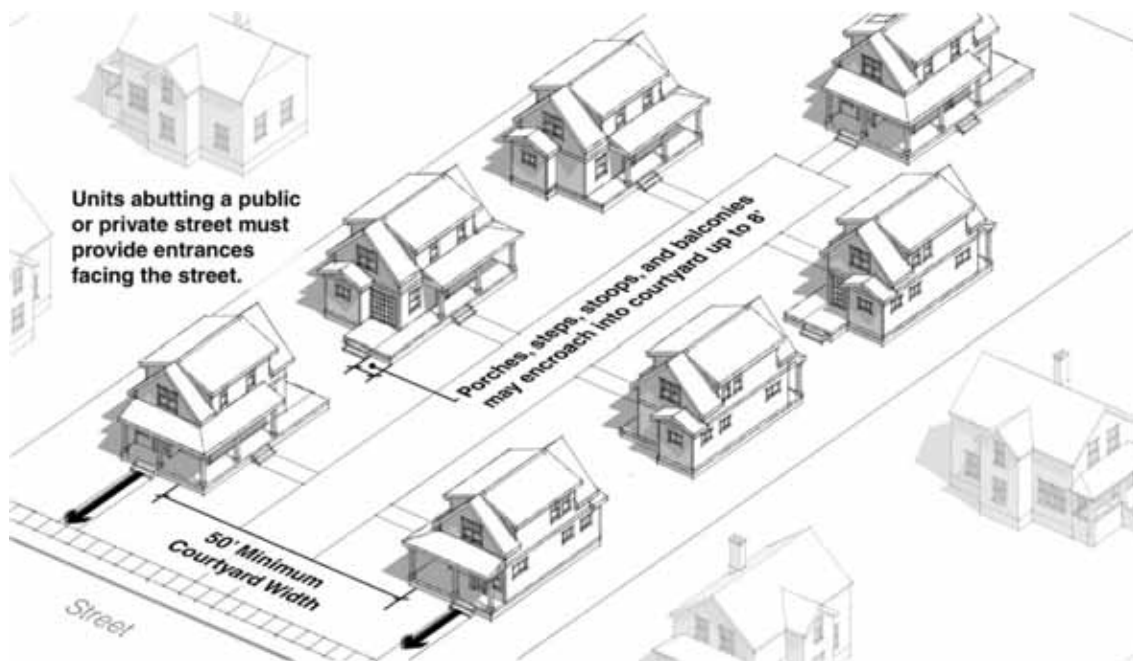 Units abutting a public
or private street must
provide entrances
facing the street.
Porches, steps, stoops, and balconies
may encroach into courtyard up to 8'
50' Minimum
Courtyard Width
Street